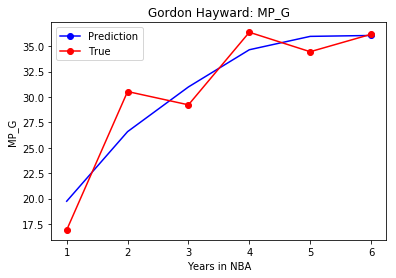 Gordon Hayward: MP_G
Prediction
True
35.0
32.5
30.0
27.5
25.0
22.5
20.0
17.5
MP_G
1 2 3 4 5 6
Years in NBA